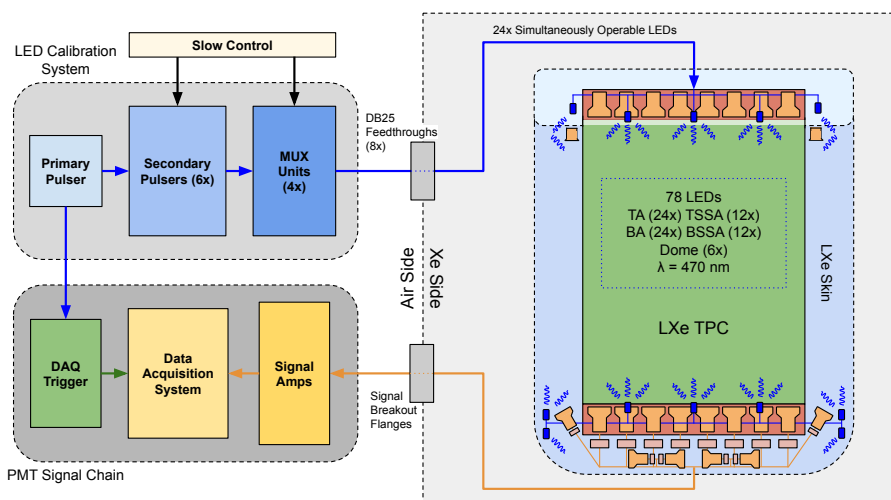 24x Simultaneously Operable LEDs
Slow Control
LED Calibration
System
Primary
Pulser
Secondary
Pulsers (6x)
MUX
Units
(4x)
DB25
Feedthroughs
(8x)
Air Side
Xe Side
78 LEDs
TA (24x) TSSA (12x)
BA (24x) BSSA (12x)
Dome (6x)
λ = 470 nm
LXe TPC
LXe Skin
DAQ
Trigger
Data
Acquisition
System
Signal
Amps
Signal
Breakout
Flanges
PMT Signal Chain